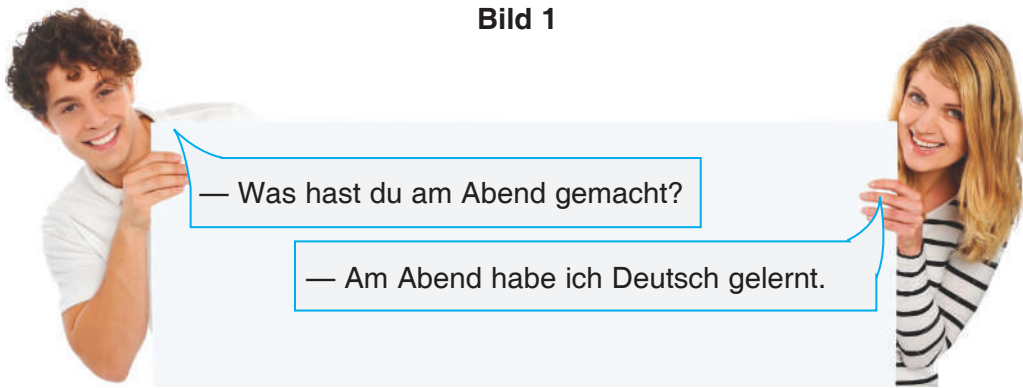 Bild 1
— Was hast du am Abend gemacht?
— Am Abend habe ich Deutsch gelernt.